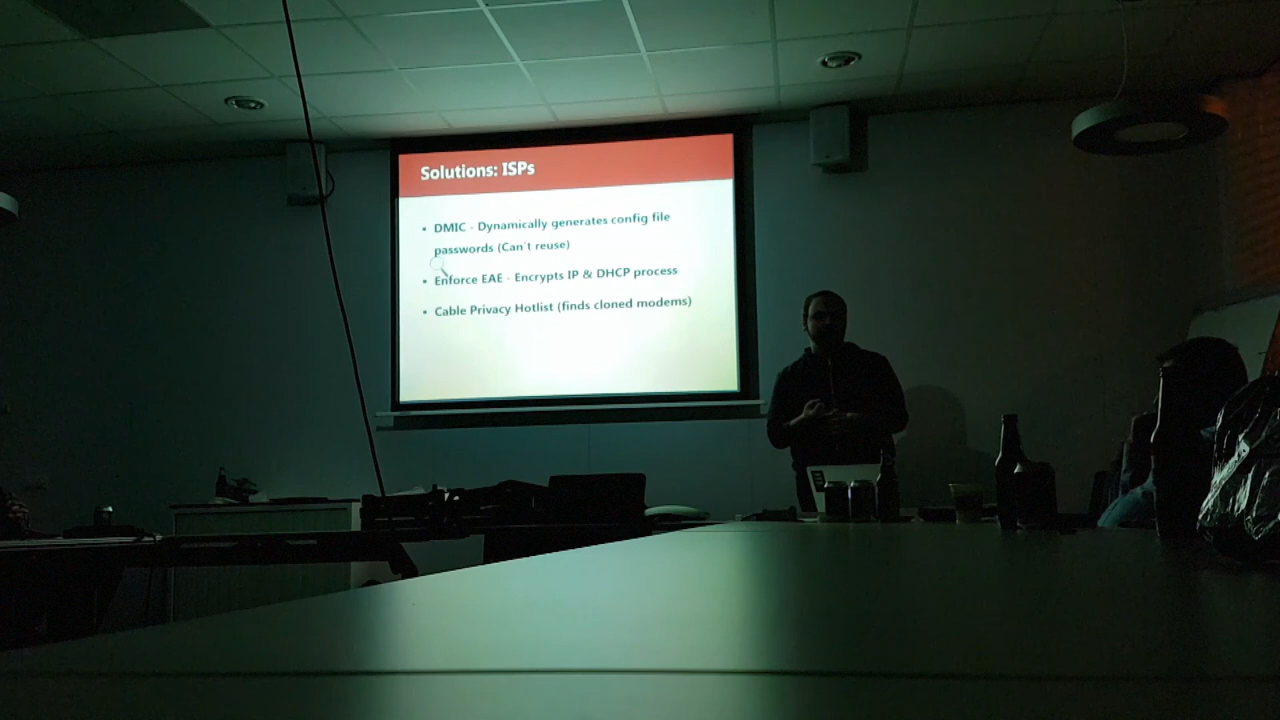 Solutions: ISPs
▪ DMIC - Dynamically generates config file
passwords (Can't reuse)
▪ Enforce EAE - Encrypts IP & DHCP process
▪ Cable Privacy Hotlist (finds cloned modems)